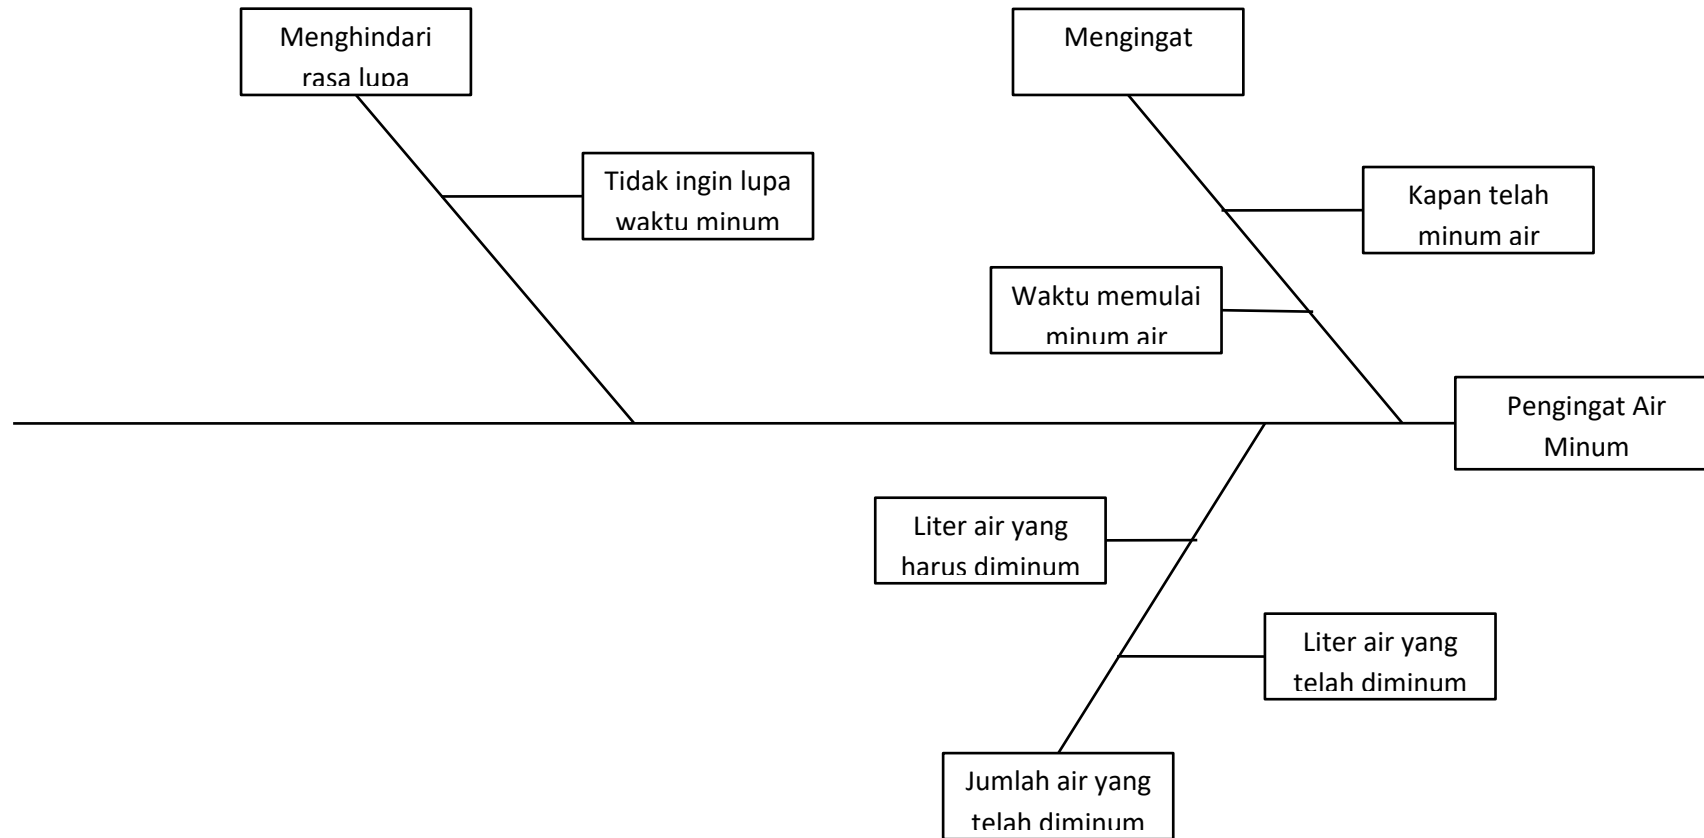 Menghindari
rasa lupa
Mengingat
Tidak ingin lupa
waktu minum
Kapan telah
minum air
Waktu memulai
minum air
Pengingat Air
Minum
Liter air yang
harus diminum
Liter air yang
telah diminum
Jumlah air yang
telah diminum